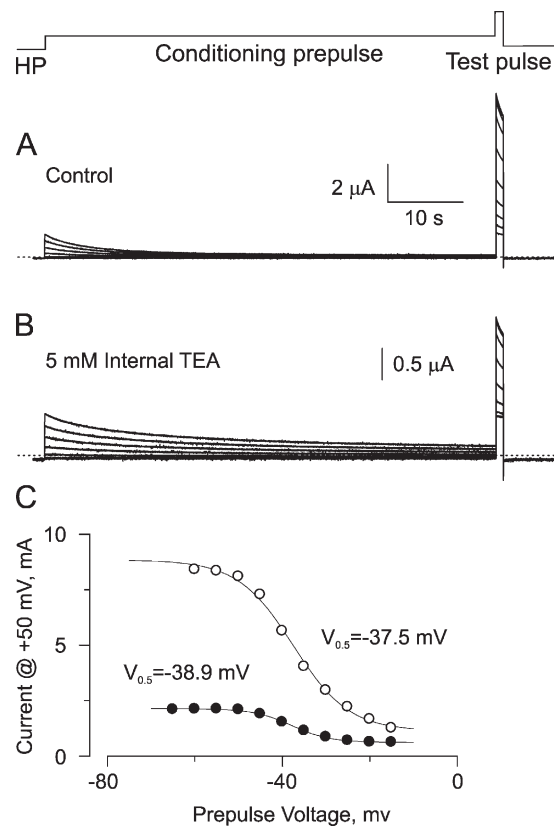 HP
Conditioning prepulse
Test pulse
A
Control
2 μA
10 s
B
5 mM Internal TEA
0.5 μA
C
10
5
0
Current @ +50 mV, mA
V0.5=-37.5 mV
V0.5=-38.9 mV
-80
-40
0
Prepulse Voltage, mv